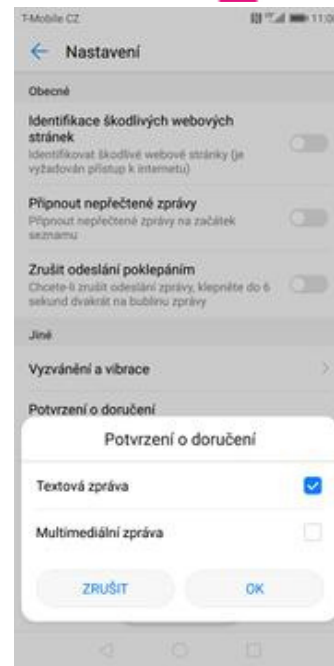 T-Mobile CZ
11:0
Nastavení
Obecné
Identifikace škodlivých webových
stránek
Identifikovat škodlivé webové stránky (je
vyžadován přístup k internetu)
Připnout nepřečtené zprávy
Připnout nepřečtené zprávy na začátek
seznamu
Zrušit odeslání poklepáním
Chcete-li zrušit odeslání zprávy, klepněte do 6
sekund dvakrát na bublinu zprávy
Jiné
Vyzvánění a vibrace
Potvrzení o doručení
Potvrzení o doručení
Textová zpráva
Multimediální zpráva
ZRUŠIT
OK